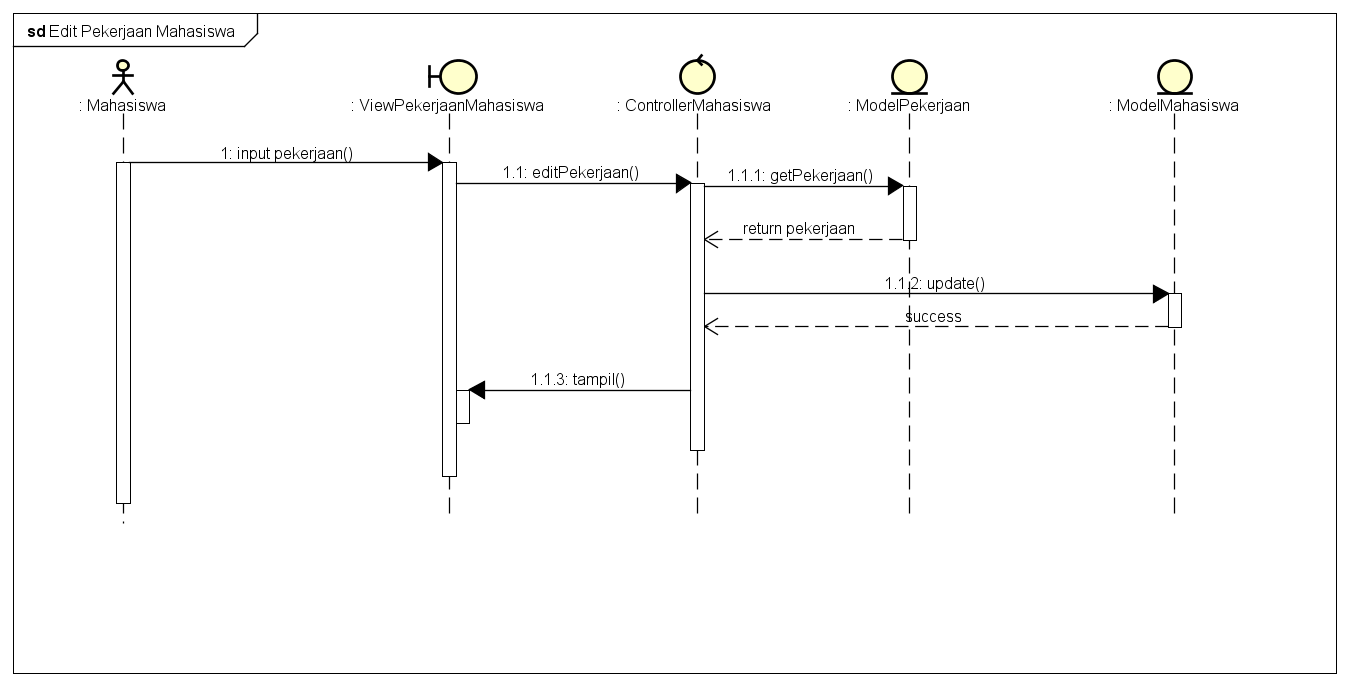 sd Edit Pekerjaan Mahasiswa
: Mahasiswa
: ViewPekerjaanMahasiswa
: ControllerMahasiswa
: ModelPekerjaan
: ModelMahasiswa
1: input pekerjaan()
1.1: editPekerjaan()
1.1.1: getPekerjaan()
return pekerjaan
1.1.2: update()
success
1.1.3: tampil()